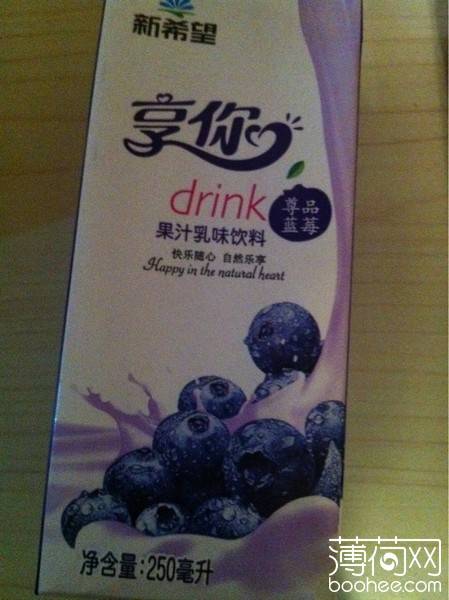 新希望
享你
drink
尊品
蓝莓
果汁乳味饮料
快乐随心 自然乐享
Happy in the natural heart
净含量:250毫升
薄荷网
boohee.com